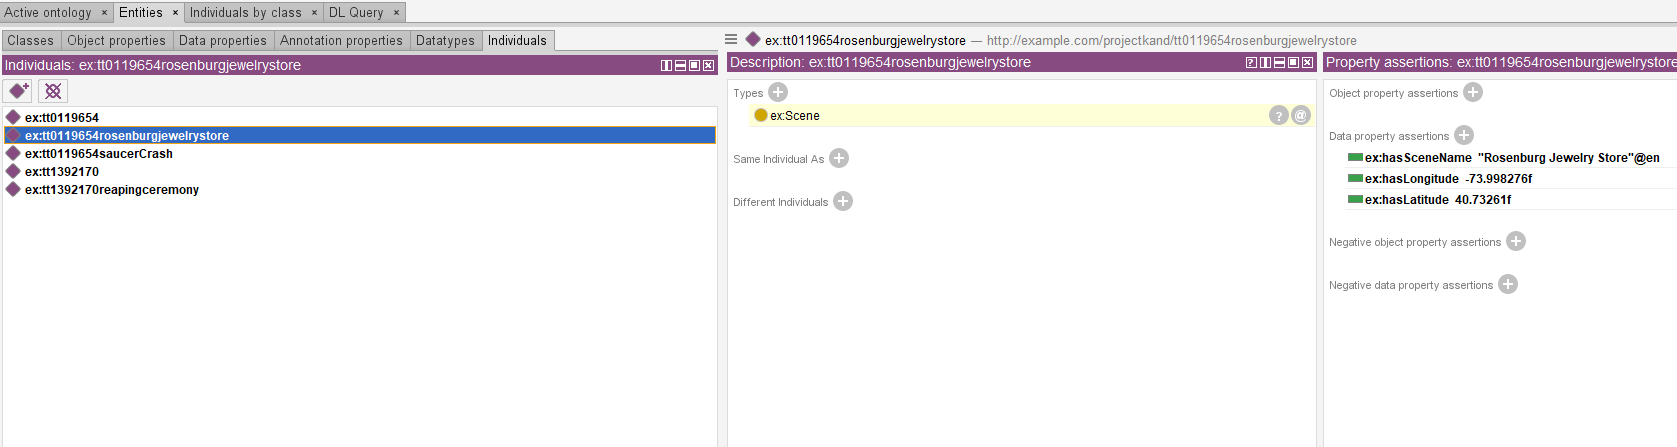 Active ontology × Entities × Individuals by class × DL Query ×
Classes Object properties Data properties Annotation properties Datatypes Individuals
ex:tt0119654rosenburgjewelrystore — http://example.com/projectkand/tt0119654rosenburgjewelrystore
Individuals: ex:tt0119654rosenburgjewelrystore
ex:tt0119654
ex:tt0119654rosenburgjewelrystore
ex:tt0119654saucerCrash
ex:tt1392170
ex:tt1392170reapingceremony
Description: ex:tt0119654rosenburgjewelrystore
Types
ex:Scene
Same Individual As
Different Individuals
Property assertions: ex:tt0119654rosenburgjewelrystore
Object property assertions
Data property assertions
ex:hasSceneName "Rosenburg Jewelry Store"@en
ex:hasLongitude -73.998276f
ex:hasLatitude 40.73261f
Negative object property assertions
Negative data property assertions